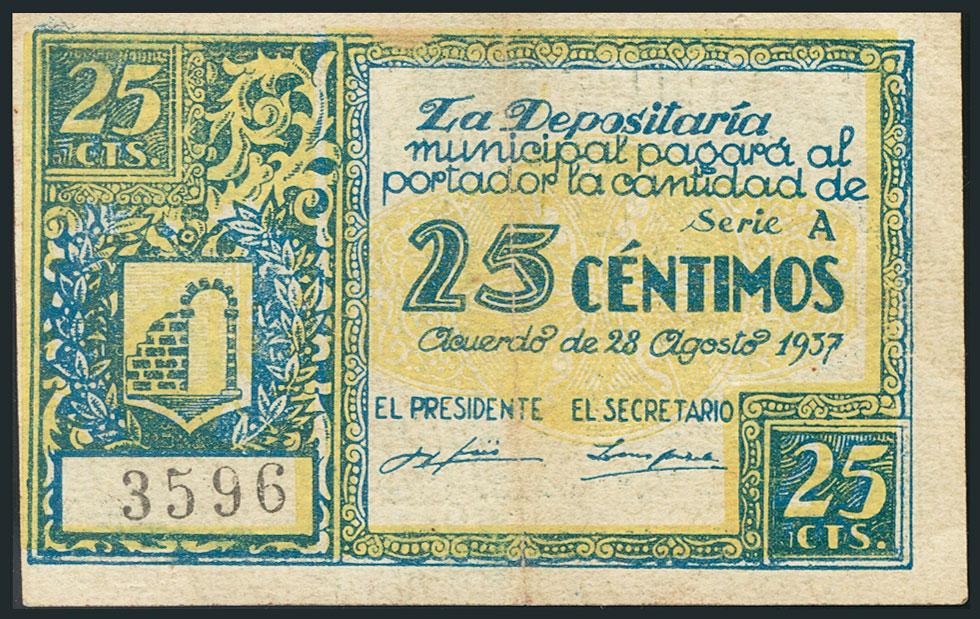 25
CTS.
La Depositaría
municipal pagará al
portador la cantidad de
Serie A
25 CÉNTIMOS
Acuerdo de 28 Agosto 1937
EL PRESIDENTE EL SECRETARIO
3596
25
1CTS.